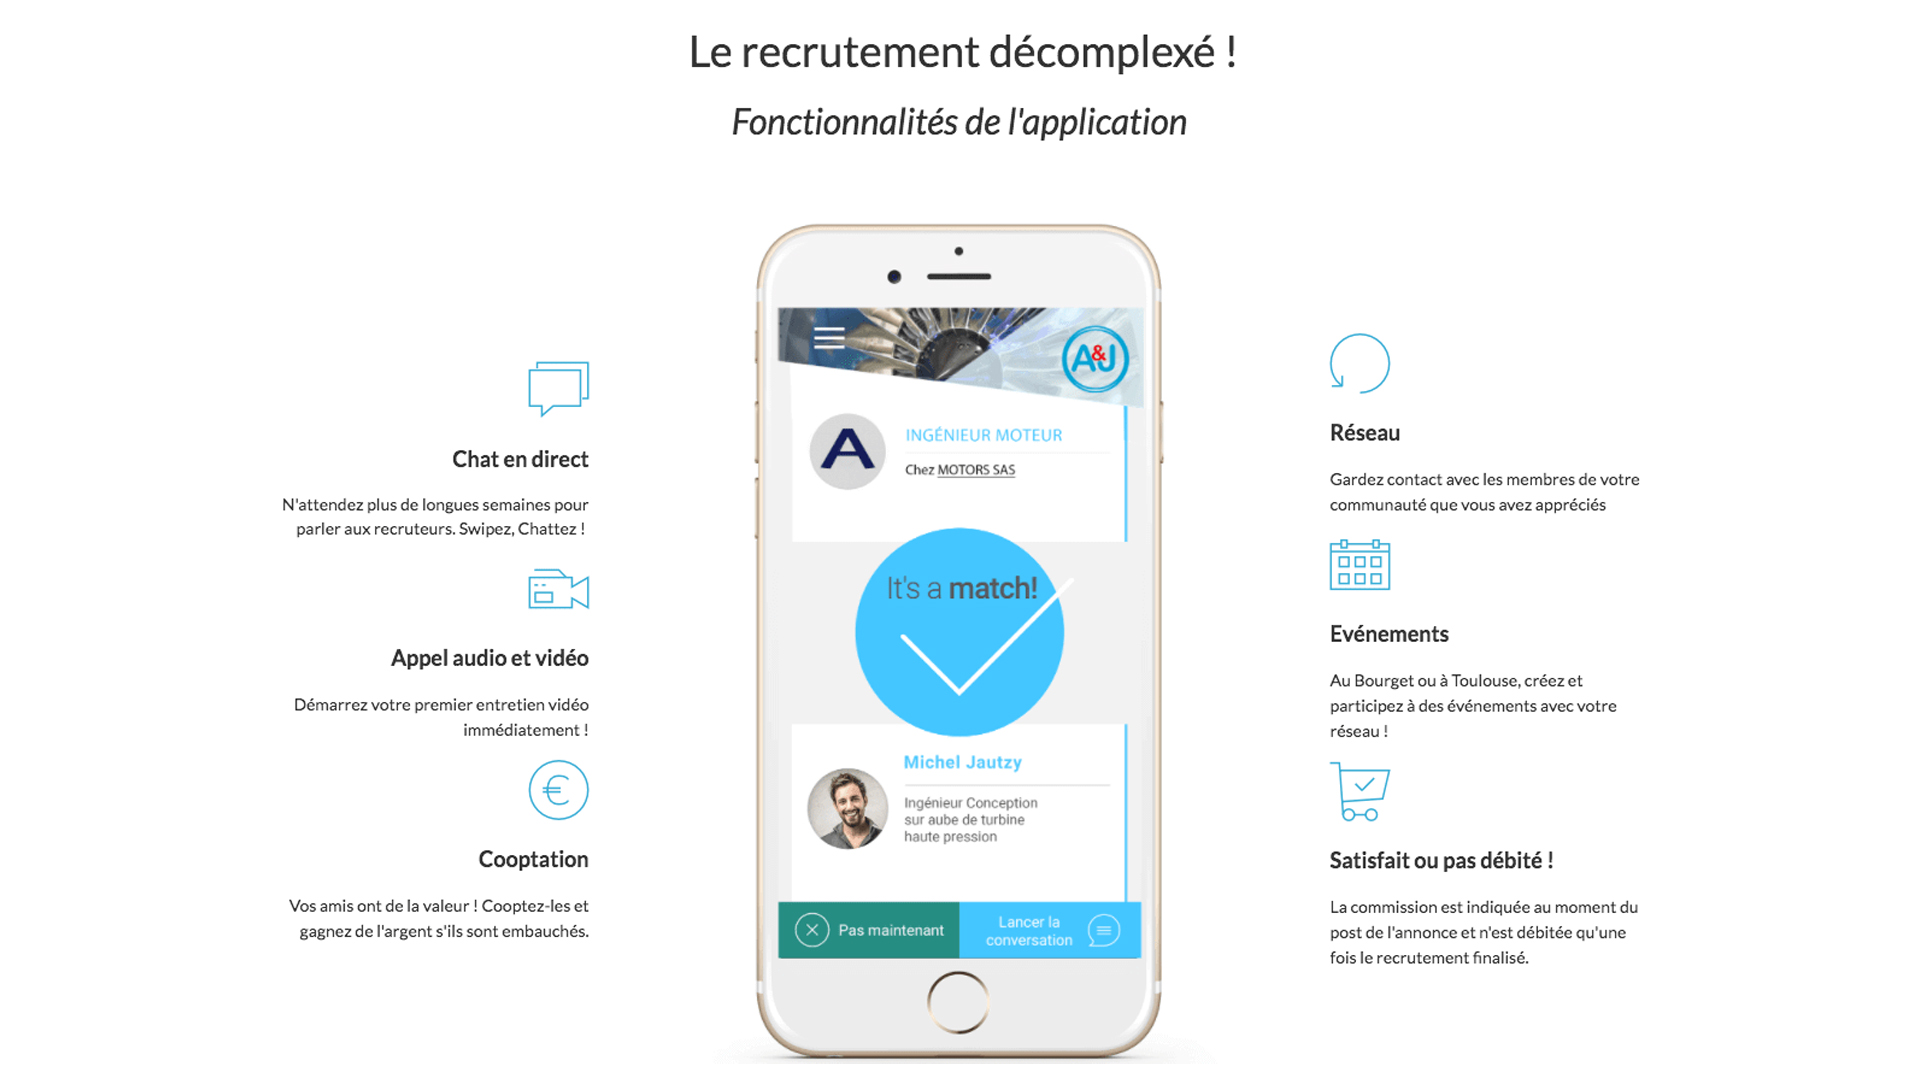 Le recrutement décomplexé !
Fonctionnalités de l'application
Chat en direct
N'attendez plus de longues semaines pour
parler aux recruteurs. Swipez, Chattez !
Appel audio et vidéo
Démarrez votre premier entretien vidéo
immédiatement !
€
Cooptation
Vos amis ont de la valeur ! Cooptez-les et
gagnez de l'argent s'ils sont embauchés.
A&J
A
INGÉNIEUR MOTEUR
Chez MOTORS SAS
It's a match!
Michel Jautzy
Ingénieur Conception
sur aube de turbine
haute pression
Pas maintenant
Lancer la
conversation
Réseau
Gardez contact avec les membres de votre
communauté que vous avez appréciés
Evénements
Au Bourget ou à Toulouse, créez et
participez à des événements avec votre
réseau !
Satisfait ou pas débité !
La commission est indiquée au moment du
post de l'annonce et n'est débitée qu'une
fois le recrutement finalisé.